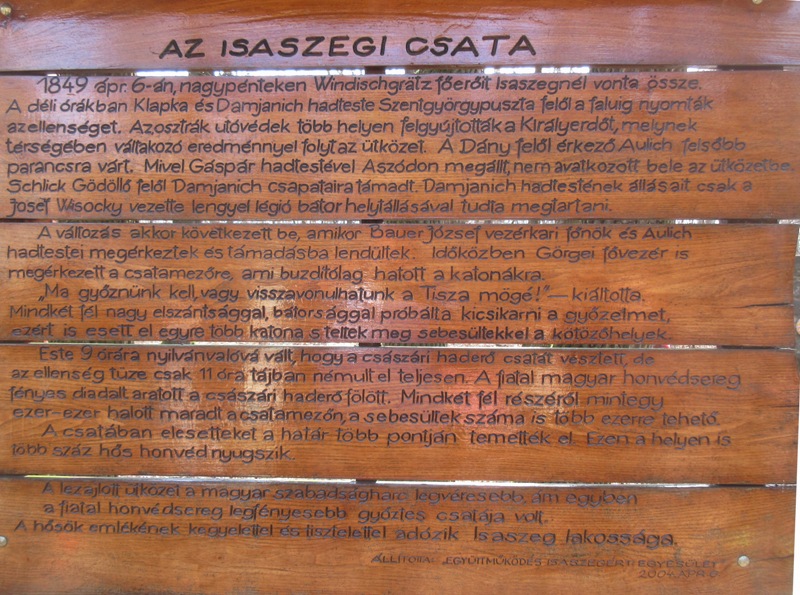 AZ ISASZEGI CSATA
1849 ápr. 6-án, nagypénteken Windischgrätz főerőit Isaszegnél vonta össze.
A déli órákban Klapka és Damjanich hadteste Szentgyörgypuszta felől a faluig nyomták
az ellenséget. Az osztrák utóvédek több helyen felgyújtották a Királyerdőt, melynek
térségében váltakozó eredménnyel folyt az ütközet. A Dány felől érkező Aulich felsőbb
parancsra várt. Mivel Gáspár hadtestével Aszódon megállt, nem avatkozott bele az ütközetbe.
Schlick Gödöllő felől Damjanich csapataira támadt. Damjanich hadtestének állásait csak a
Josef Wisocky vezette lengyel légió bátor helytállásával tudta megtartani.
A változás akkor következett be, amikor Bauer József vezérkari főnök és Aulich
hadtestei megérkeztek és támadásba lendültek. Időközben Görgei fővezér is
megérkezett a csatamezőre, ami buzdítólag hatott a katonákra.
„Ma győznünk kell, vagy visszavonulhatunk a Tisza mögé!"— kiáltotta.
Mindkét fél nagy elszántsággal, bátorsággal próbálta kicsikarni a győzelmet,
ezért is esett el egyre több katona s teltek meg sebesültekkel a kötözőhelyek.
Este 9 órára nyilvánvalóvá vált, hogy a császári haderő csatát vesztett, de
az ellenség tüze csak 11 óra tájban némult el teljesen. A fiatal magyar honvédsereg
fényes diadalt aratott a császári haderő fölött. Mindkét fél részéről mintegy
ezer-ezer halott maradt a csatamezőn, a sebesültek száma is több ezerre tehető.
A csatában elesetteket a határ több pontján temették el. Ezen a helyen is
több száz hős honvéd nyugszik.
A lezajlott ütközet a magyar szabadságharc legvéresebb, ám egyben
a fiatal honvédsereg legfényesebb győztes csatája volt.
A hősök emlékének kegyelettel és tisztelettel adózik Isaszeg lakossága.
ÁLLÍTOTTA: „EGYÜTTMŰKÖDÉS ISASZEGÉRT" EGYESÜLET
2004. ÁPR. 6.